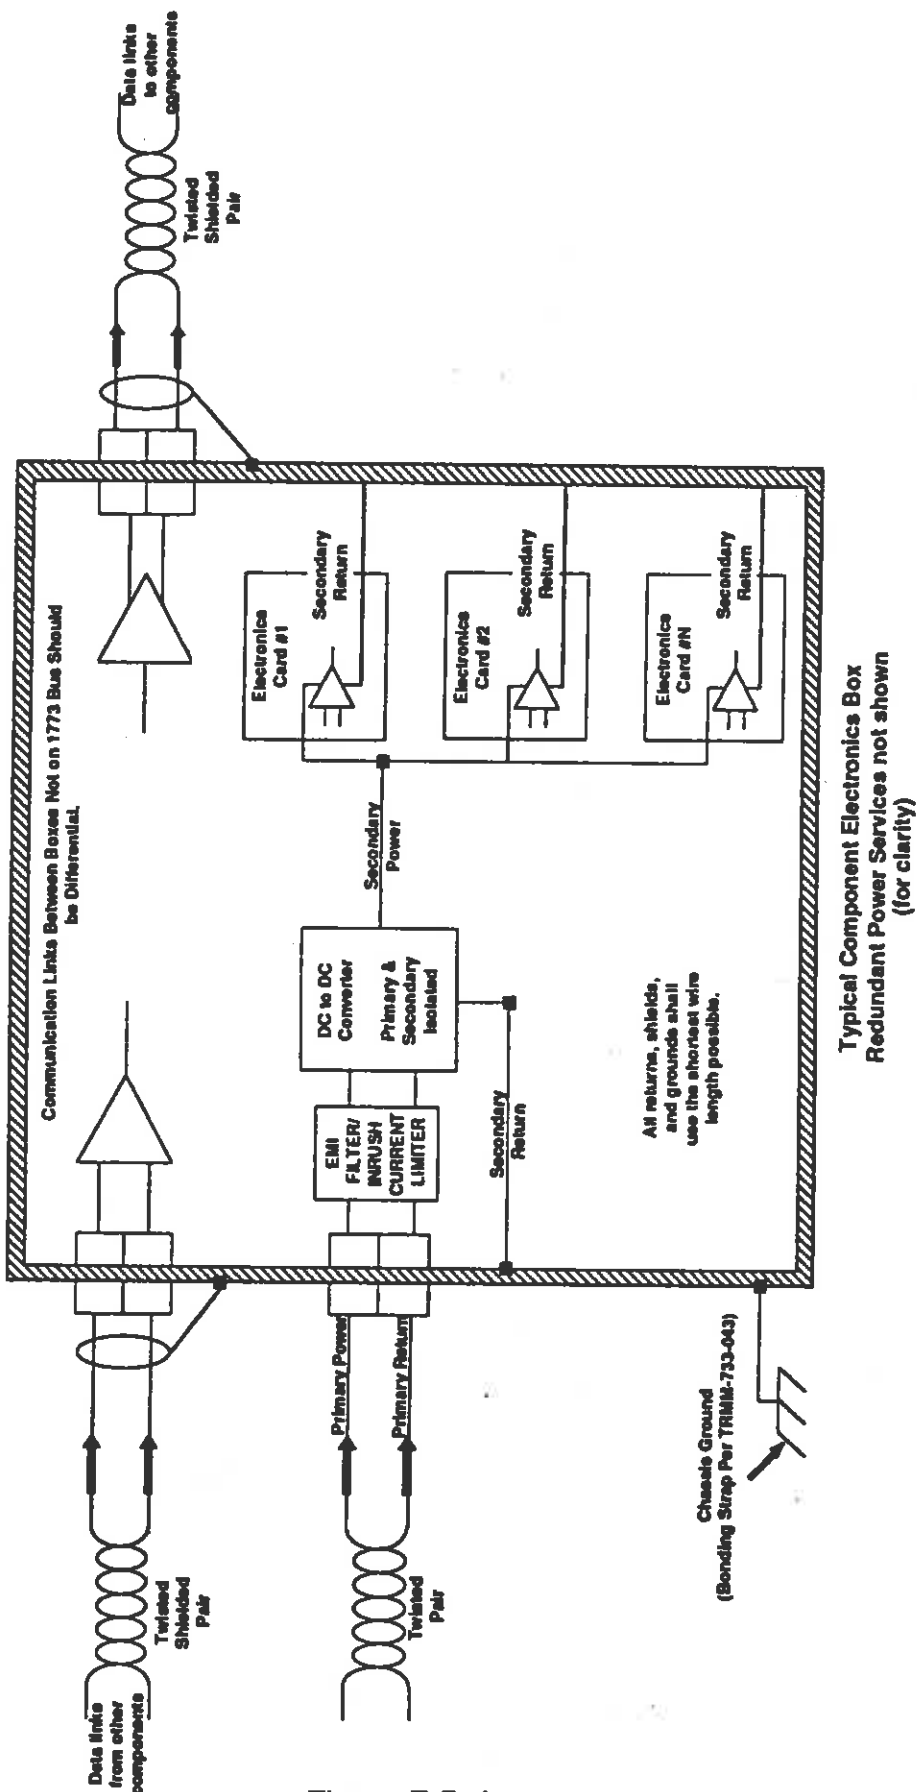 Data links
to other
components
Twisted
Shielded
Pair
Communication Links Between Boxes Not on 1773 Bus Should
be Differential.
Electronics
Card #1
Secondary
Return
Electronics
Card #2
Secondary
Return
Electronics
Card #N
Secondary
Return
Secondary
Power
DC to DC
Converter
Primary &
Secondary
Isolated
EMI
FILTER/
INRUSH
CURRENT
LIMITER
Secondary
Return
All returns, shields,
and grounds shall
use the shortest wire
length possible.
Primary Power
Primary Return
Twisted
Shielded
Pair
Data links
from other
components
Twisted
Pair
Chassis Ground
(Bonding Strap Per TRMM-733-043)
Typical Component Electronics Box
Redundant Power Services not shown
(for clarity)